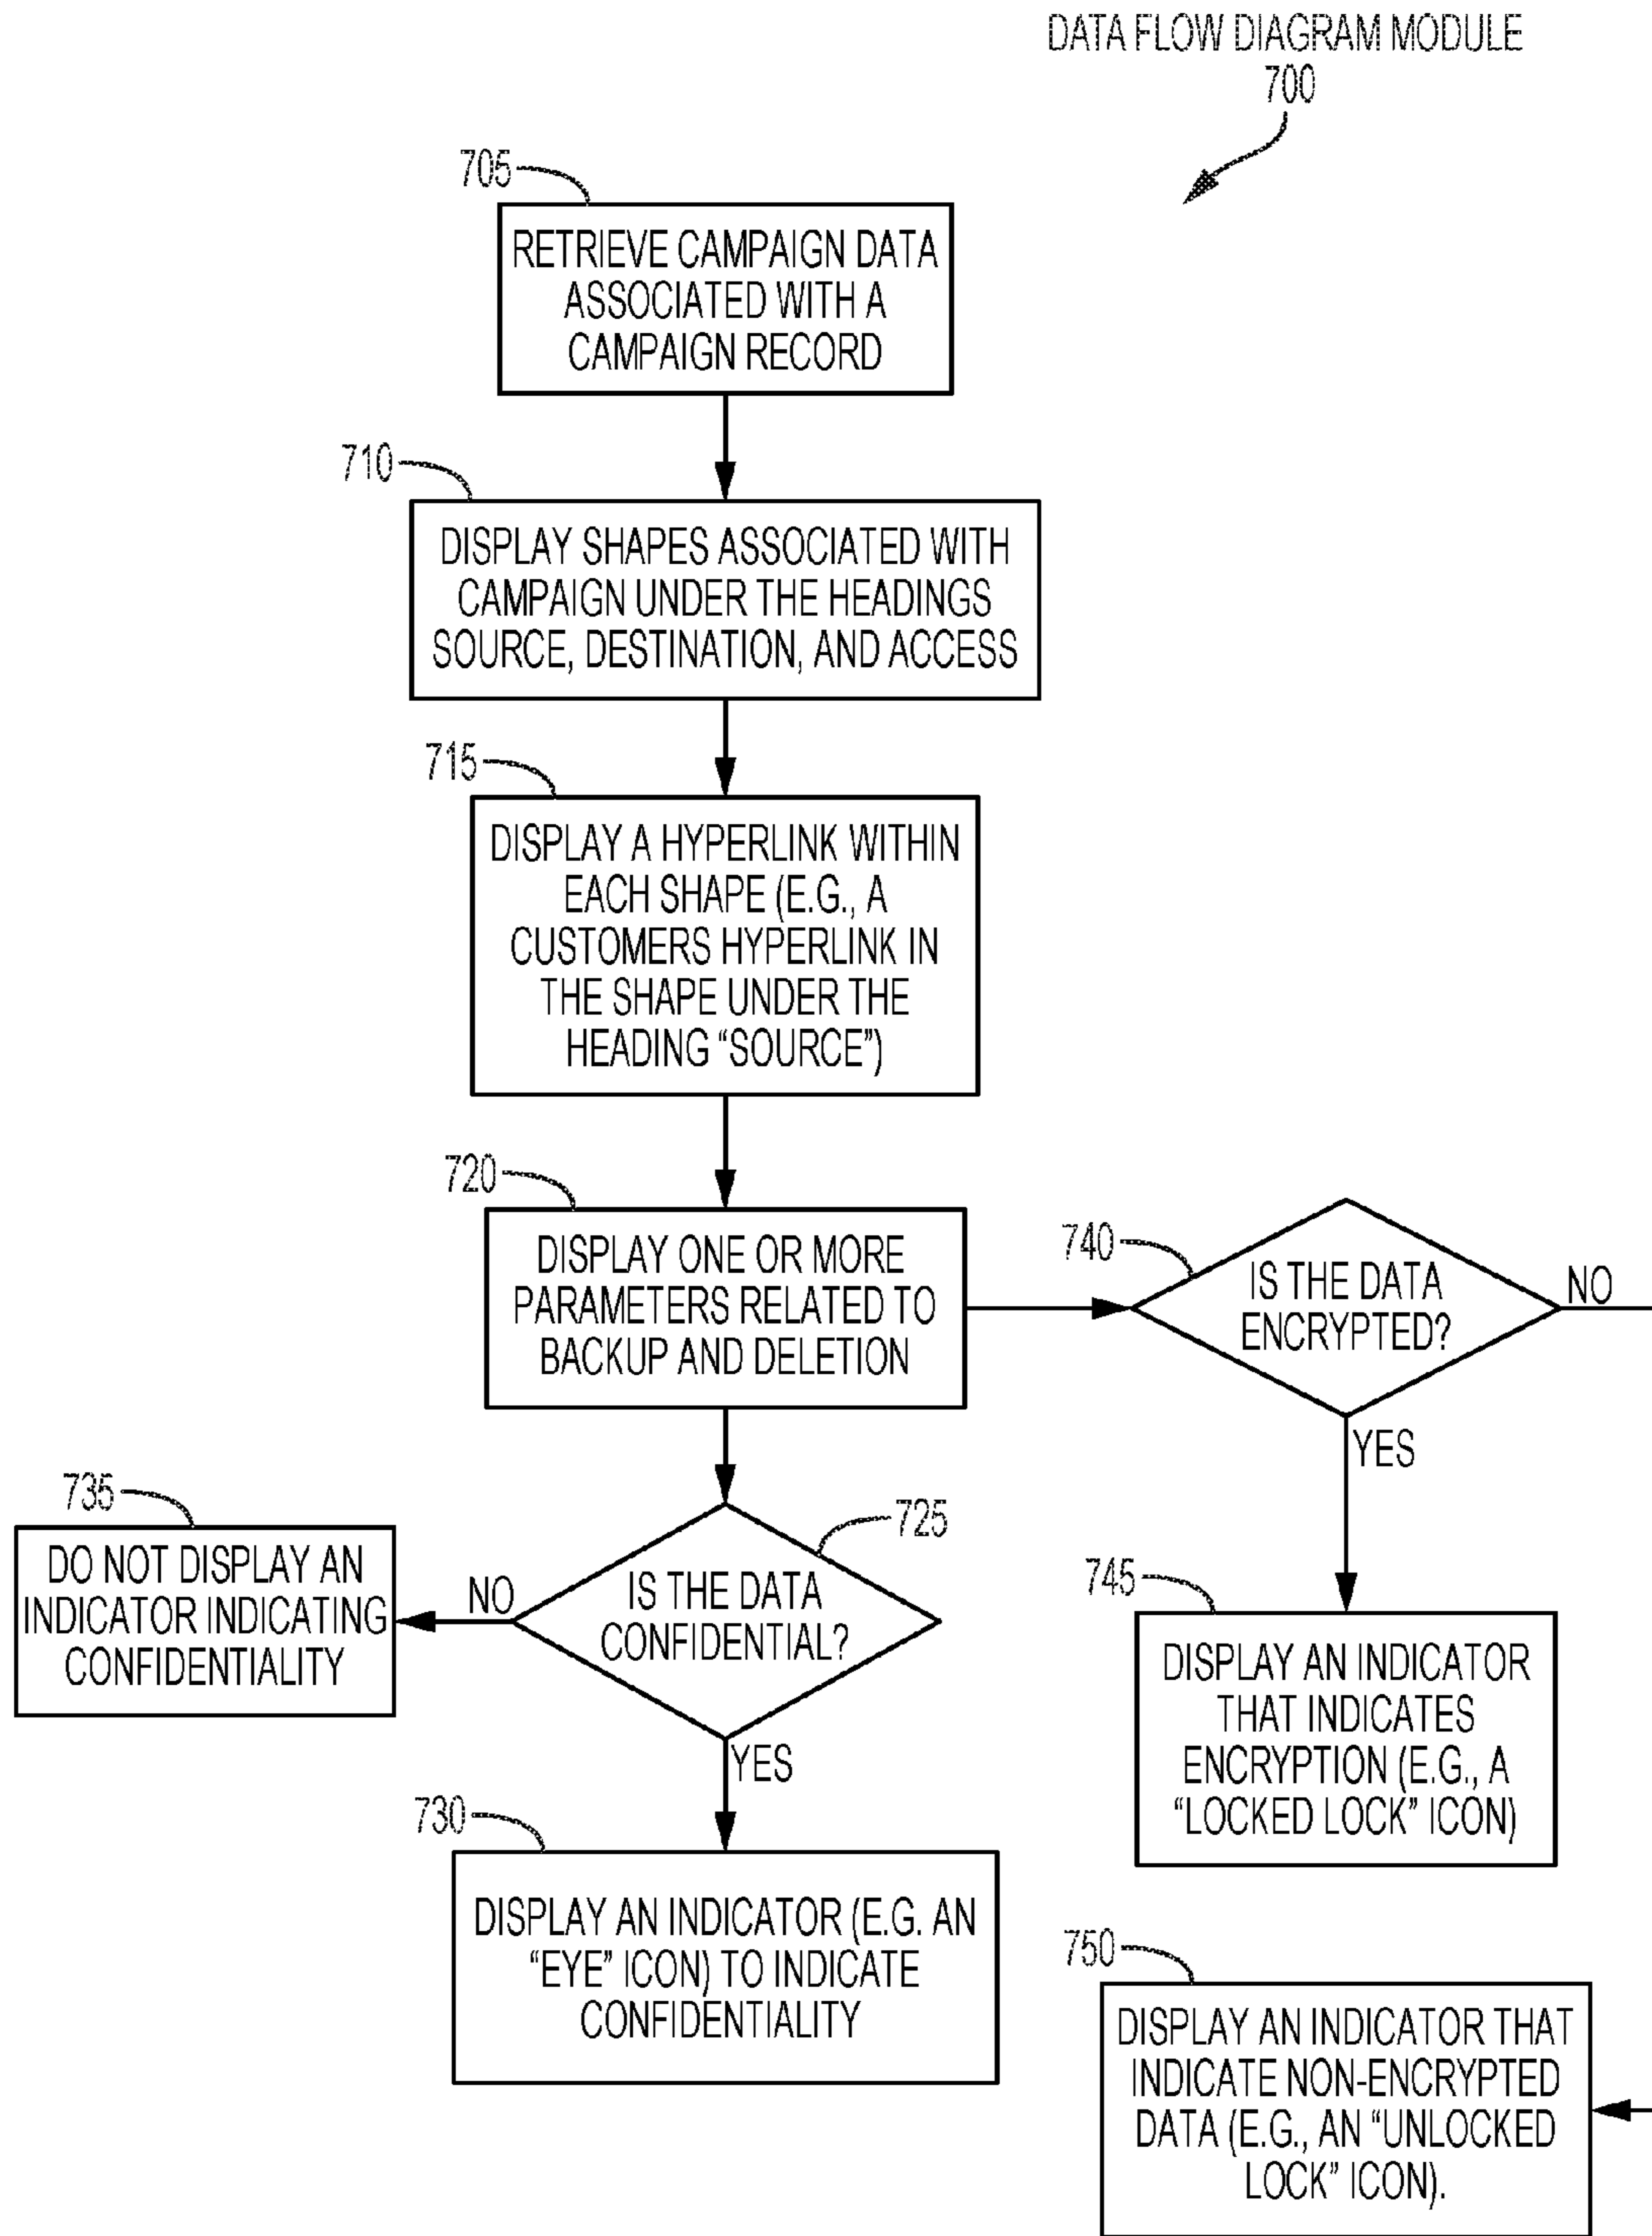 DATA FLOW DIAGRAM MODULE
700
705
RETRIEVE CAMPAIGN DATA
ASSOCIATED WITH A
CAMPAIGN RECORD
710
DISPLAY SHAPES ASSOCIATED WITH
CAMPAIGN UNDER THE HEADINGS
SOURCE, DESTINATION, AND ACCESS
715
DISPLAY A HYPERLINK WITHIN
EACH SHAPE (E.G., A
CUSTOMERS HYPERLINK IN
THE SHAPE UNDER THE
HEADING “SOURCE”)
720
DISPLAY ONE OR MORE
PARAMETERS RELATED TO
BACKUP AND DELETION
740
IS THE DATA
ENCRYPTED?
NO
YES
735
DO NOT DISPLAY AN
INDICATOR INDICATING
CONFIDENTIALITY
NO
725
IS THE DATA
CONFIDENTIAL?
YES
745
DISPLAY AN INDICATOR
THAT INDICATES
ENCRYPTION (E.G., A
“LOCKED LOCK” ICON)
730
DISPLAY AN INDICATOR (E.G. AN
“EYE” ICON) TO INDICATE
CONFIDENTIALITY
750
DISPLAY AN INDICATOR THAT
INDICATE NON-ENCRYPTED
DATA (E.G., AN “UNLOCKED
LOCK” ICON).